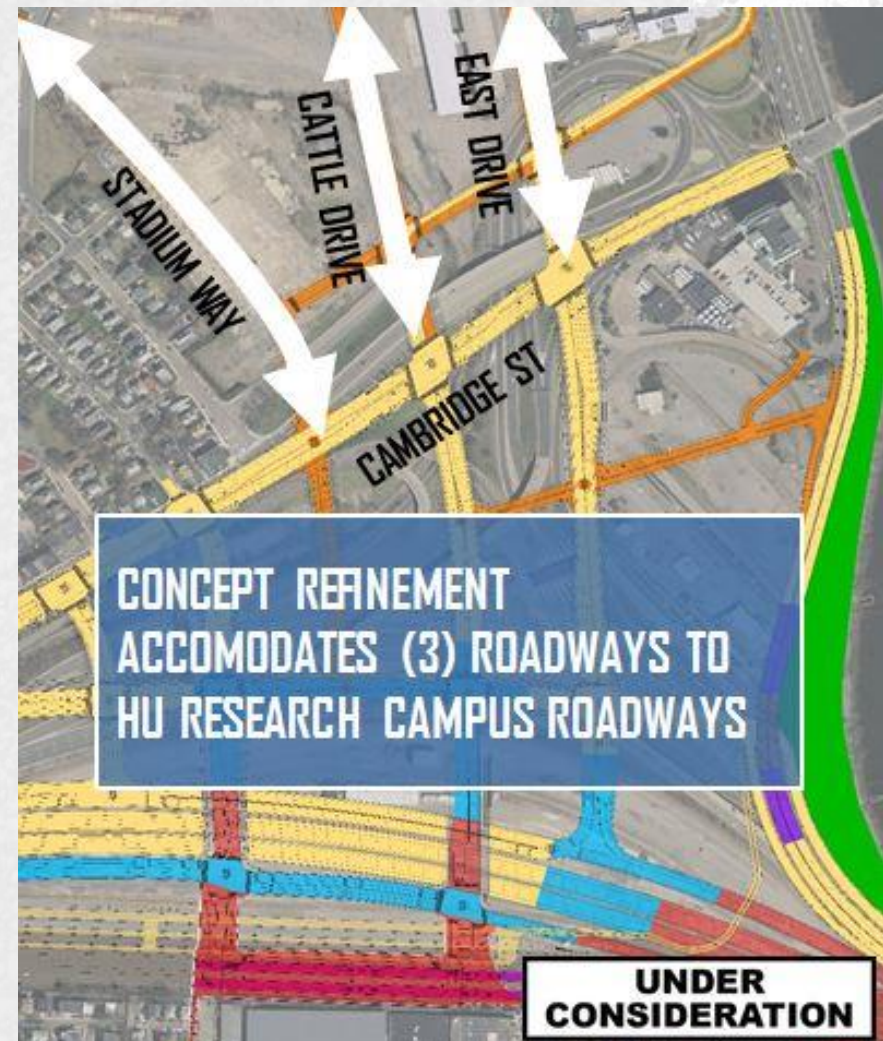 STADIUM WAY
CATTLE DRIVE
EAST DRIVE
CAMBRIDGE ST
CONCEPT REFINEMENT
ACCOMODATES (3) ROADWAYS TO
HU RESEARCH CAMPUS ROADWAYS
UNDER
CONSIDERATION